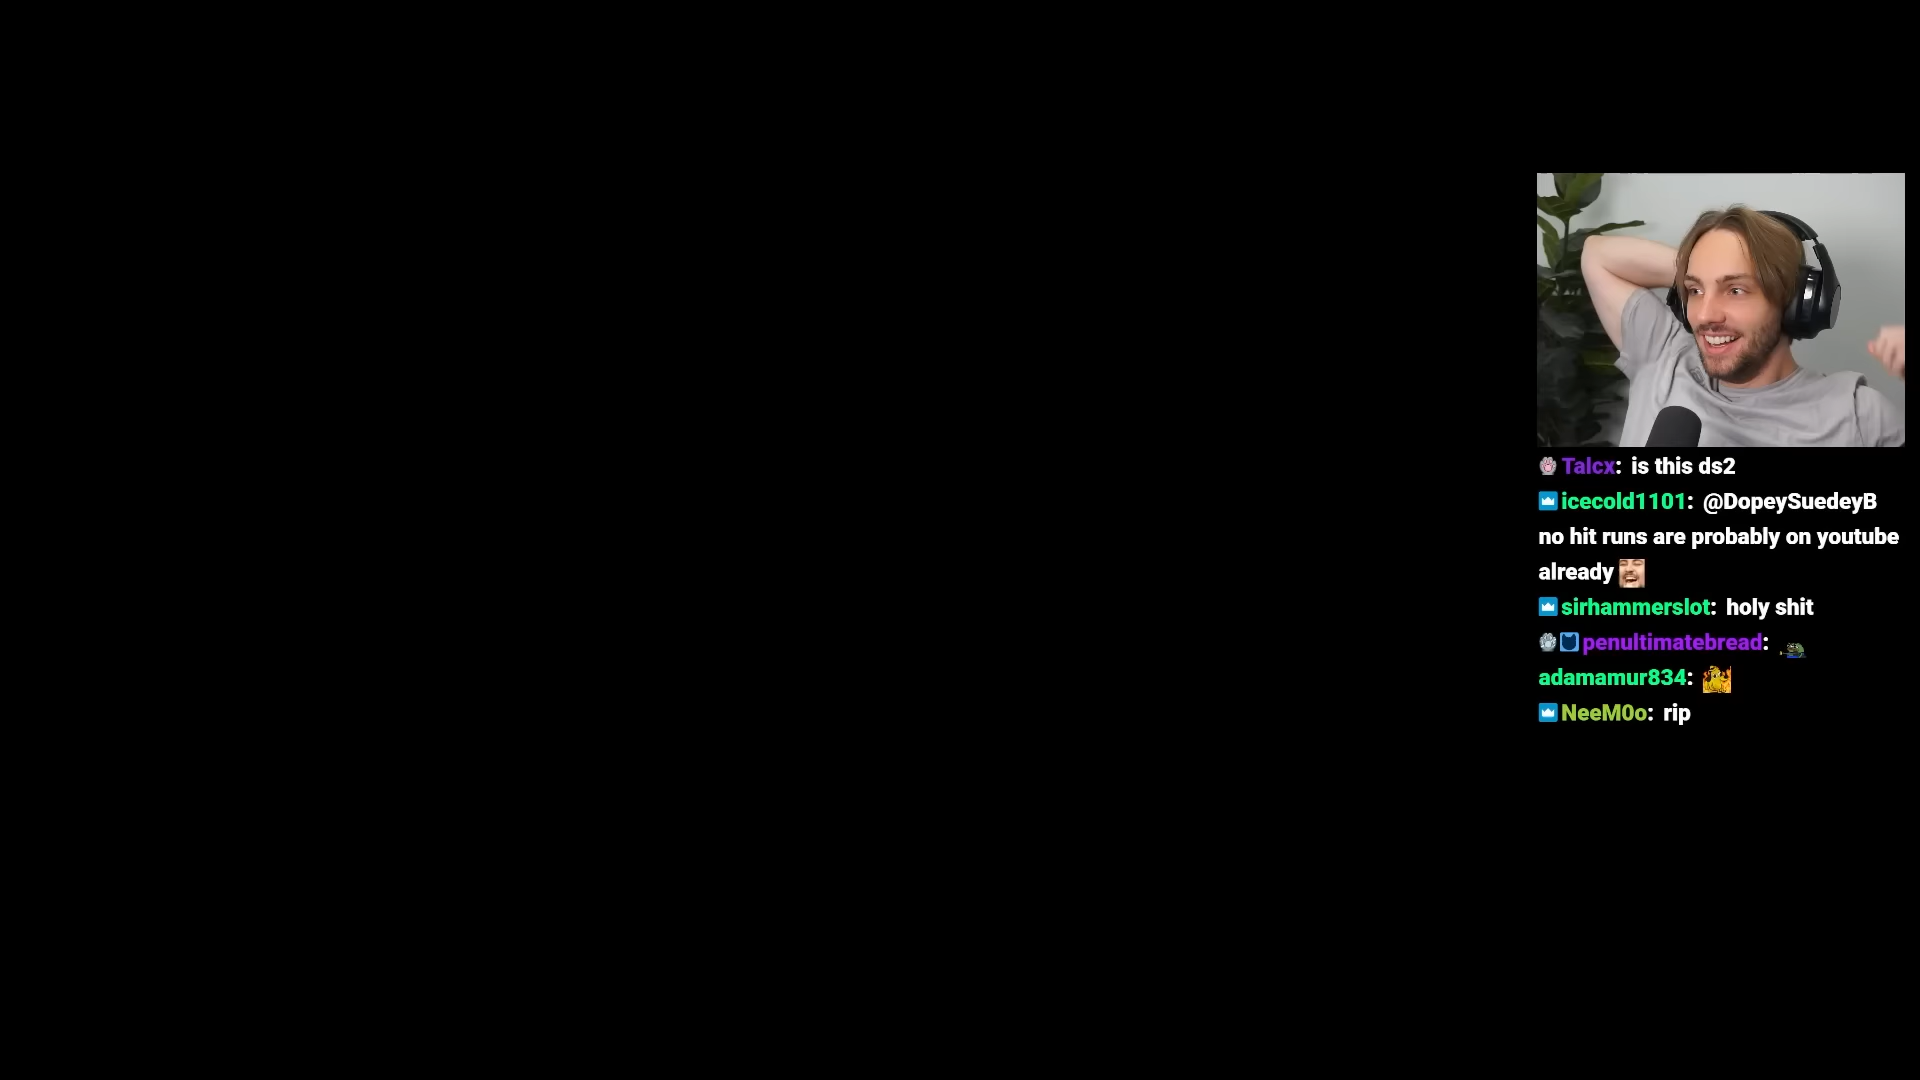 Talcx: is this ds2
icecold1101: @DopeySuedeyB
no hit runs are probably on youtube
already
sirhammerslot: holy shit
penultimatebread:
adamamur834:
NeeM0o: rip